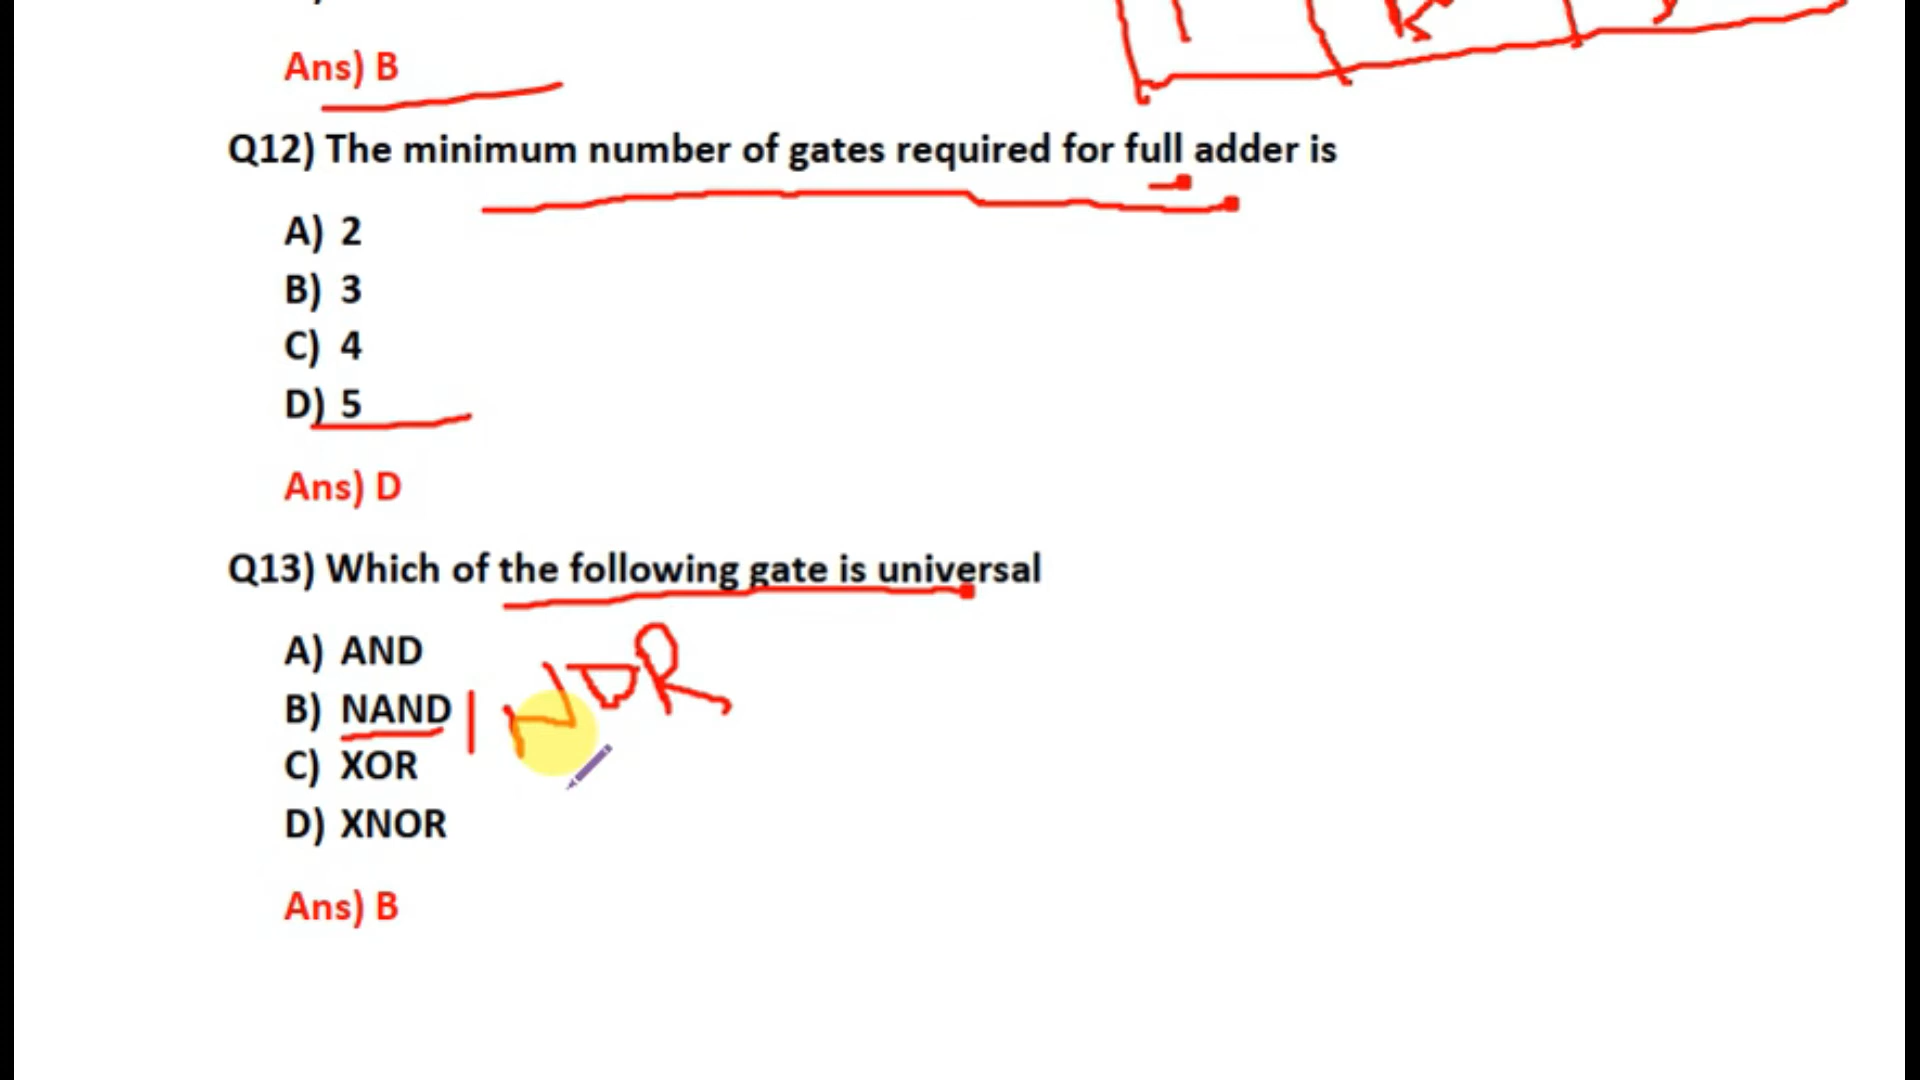 Ans) B
Q12) The minimum number of gates required for full adder is
A) 2
B) 3
C) 4
D) 5
Ans) D
Q13) Which of the following gate is universal
A) AND
B) NAND | NOR
C) XOR
D) XNOR
Ans) B